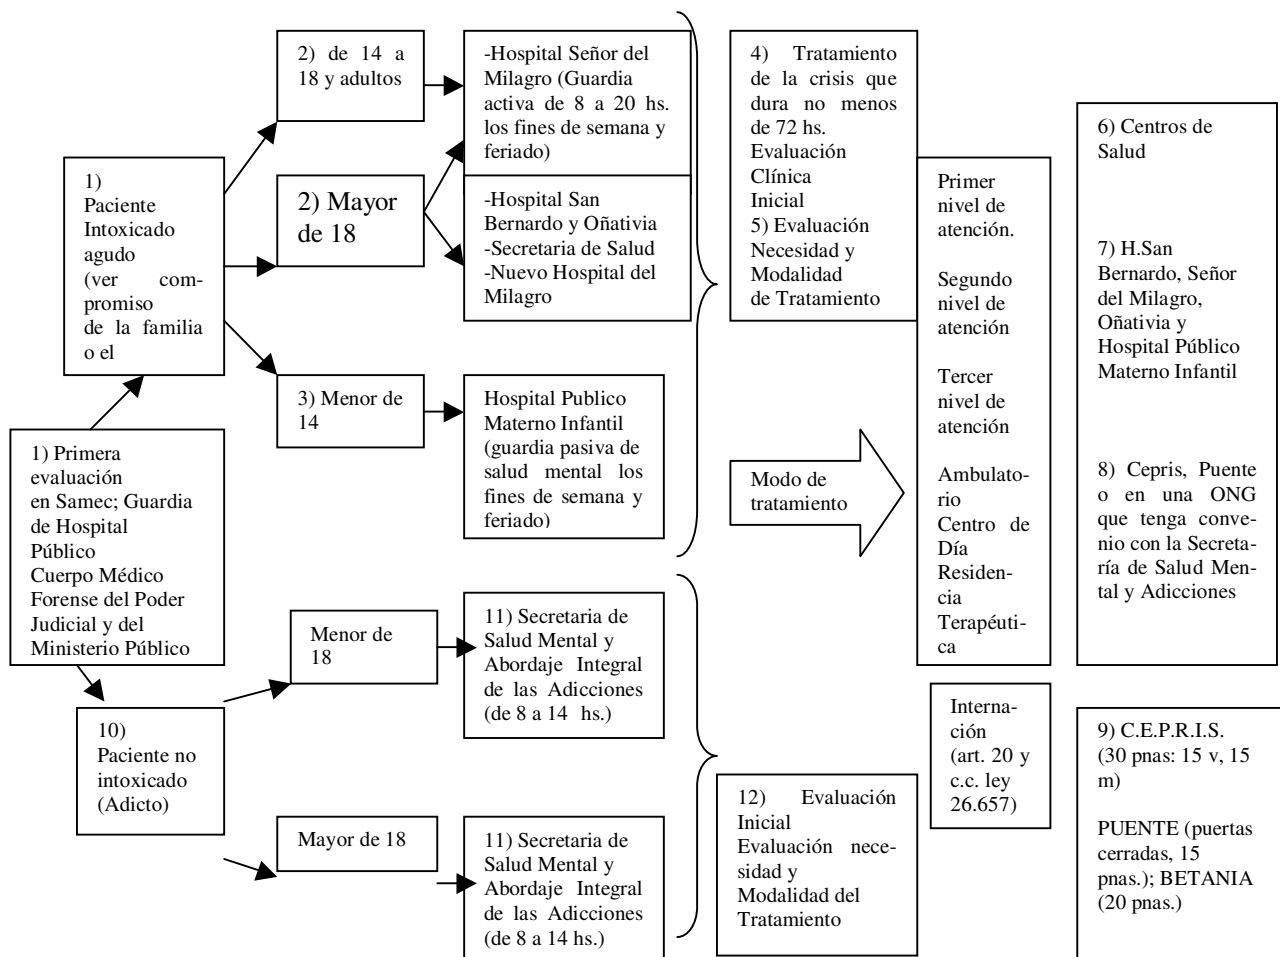 1)
Paciente
Intoxicado
agudo
(ver com-
promiso
de la familia
o el
1) Primera
evaluación
en Samec; Guardia
de Hospital
Público
Cuerpo Médico
Forense del Poder
Judicial y del
Ministerio Público
10)
Paciente no
intoxicado
(Adicto)
2) de 14 a
18 y adultos
2) Mayor
de 18
3) Menor de
14
Menor de
18
Mayor de 18
-Hospital Señor del
Milagro (Guardia
activa de 8 a 20 hs.
los fines de semana y
feriado)
-Hospital San
Bernardo y Oñativia
-Secretaria de Salud
-Nuevo Hospital del
Milagro
Hospital Publico
Materno Infantil
(guardia pasiva de
salud mental los
fines de semana y
feriado)
11) Secretaria de
Salud Mental y
Abordaje Integral
de las Adicciones
(de 8 a 14 hs.)
11) Secretaria de
Salud Mental y
Abordaje Integral
de las Adicciones
(de 8 a 14 hs.)
4) Tratamiento
de la crisis que
dura no menos
de 72 hs.
Evaluación
Clínica
Inicial
5) Evaluación
Necesidad y
Modalidad
de Tratamiento
Modo de
tratamiento
12) Evaluación
Inicial
Evaluación nece-
sidad y
Modalidad del
Tratamiento
Primer
nivel de
atención.
Segundo
nivel de
atención
Tercer
nivel de
atención
Ambulato-
rio
Centro de
Día
Residen-
cia
Terapéuti-
ca
Interna-
ción
(art. 20 y
c.c. ley
26.657)
6) Centros de
Salud
7) H.San
Bernardo, Señor
del Milagro,
Oñativia y
Hospital Público
Materno Infantil
8) Cepris, Puente
o en una ONG
que tenga conve-
nio con la Secreta-
ría de Salud Men-
tal y Adicciones
9) C.E.P.R.I.S.
(30 pnas: 15 v, 15
m)
PUENTE (puertas
cerradas, 15
pnas.); BETANIA
(20 pnas.)